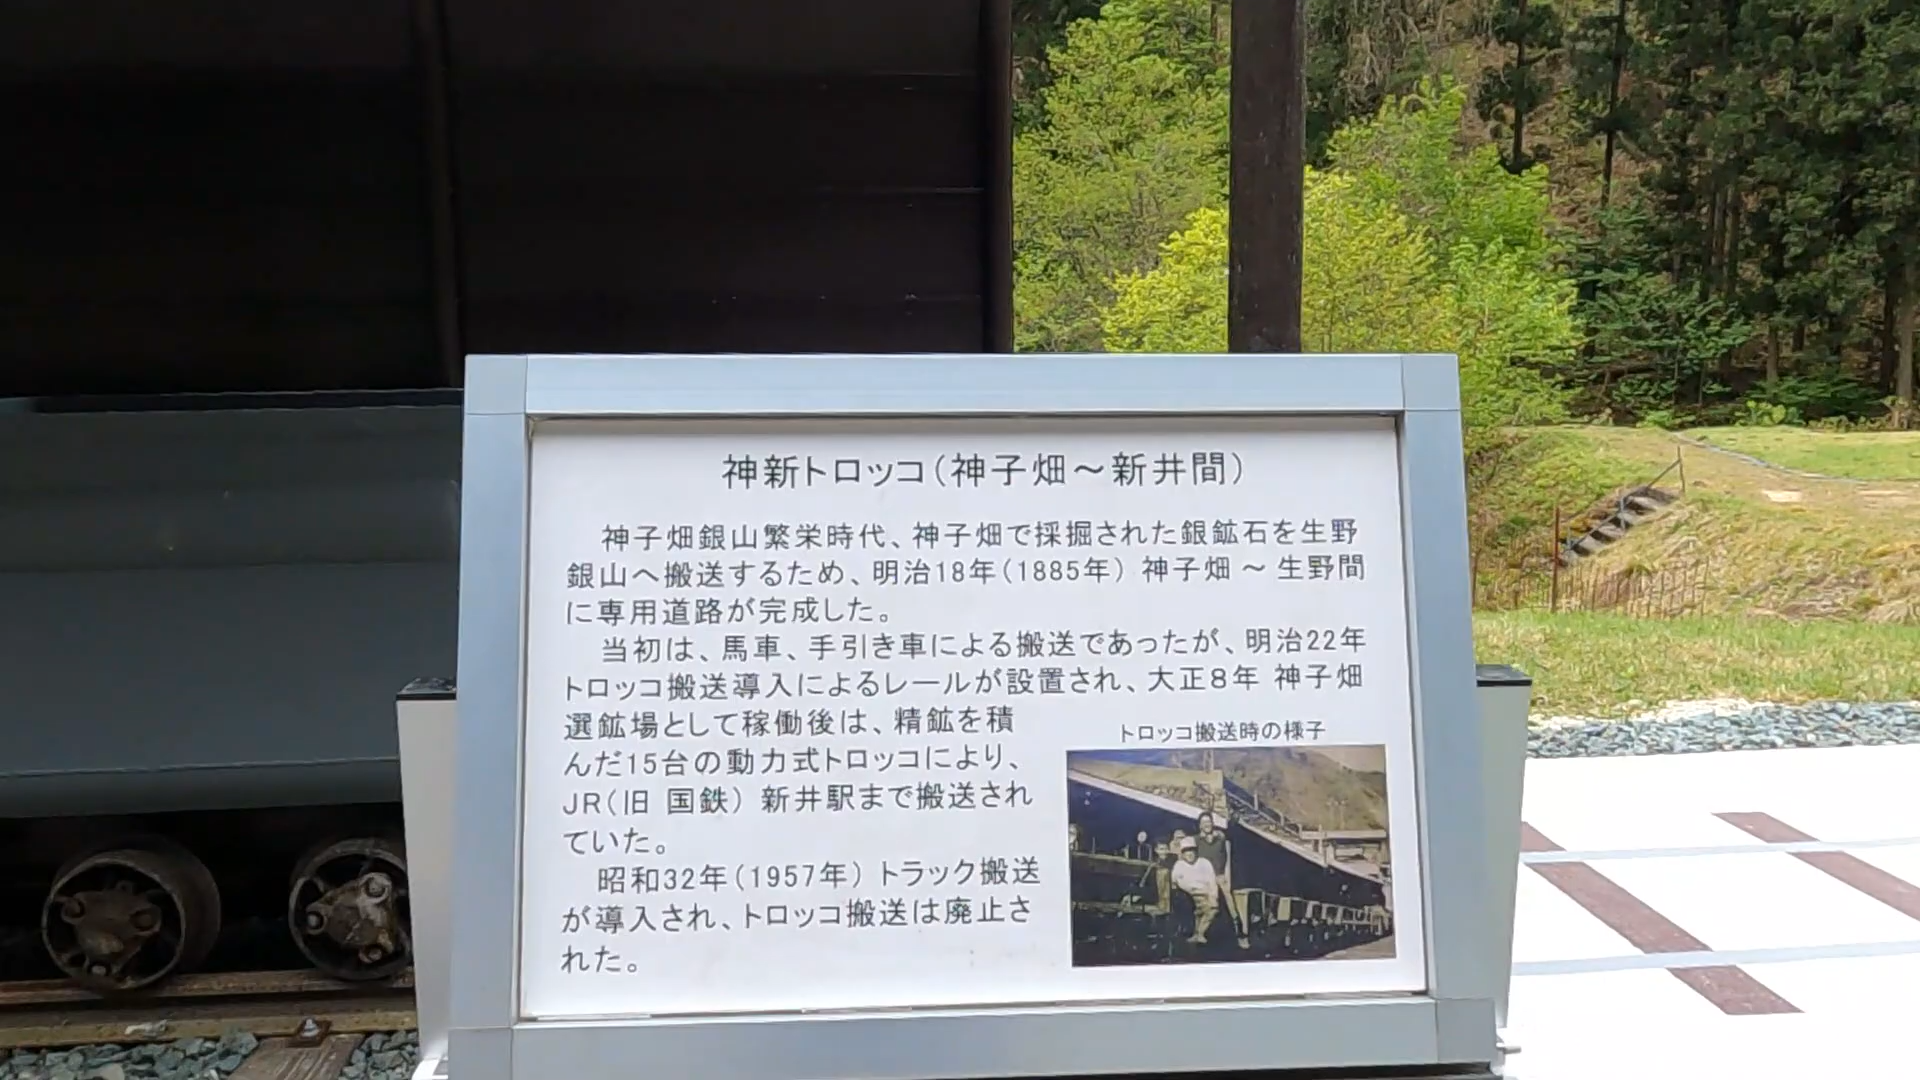 神新トロッコ(神子畑～新井間)
神子畑銀山繁栄時代、神子畑で採掘された銀鉱石を生野
銀山へ搬送するため、明治18年(1885年) 神子畑 ～ 生野間
に専用道路が完成した。
当初は、馬車、手引き車による搬送であったが、明治22年
トロッコ搬送導入によるレールが設置され、大正8年 神子畑
選鉱場として稼働後は、精鉱を積
んだ15台の動力式トロッコにより、
JR(旧 国鉄) 新井駅まで搬送され
ていた。
昭和32年(1957年) トラック搬送
が導入され、トロッコ搬送は廃止さ
れた。
トロッコ搬送時の様子